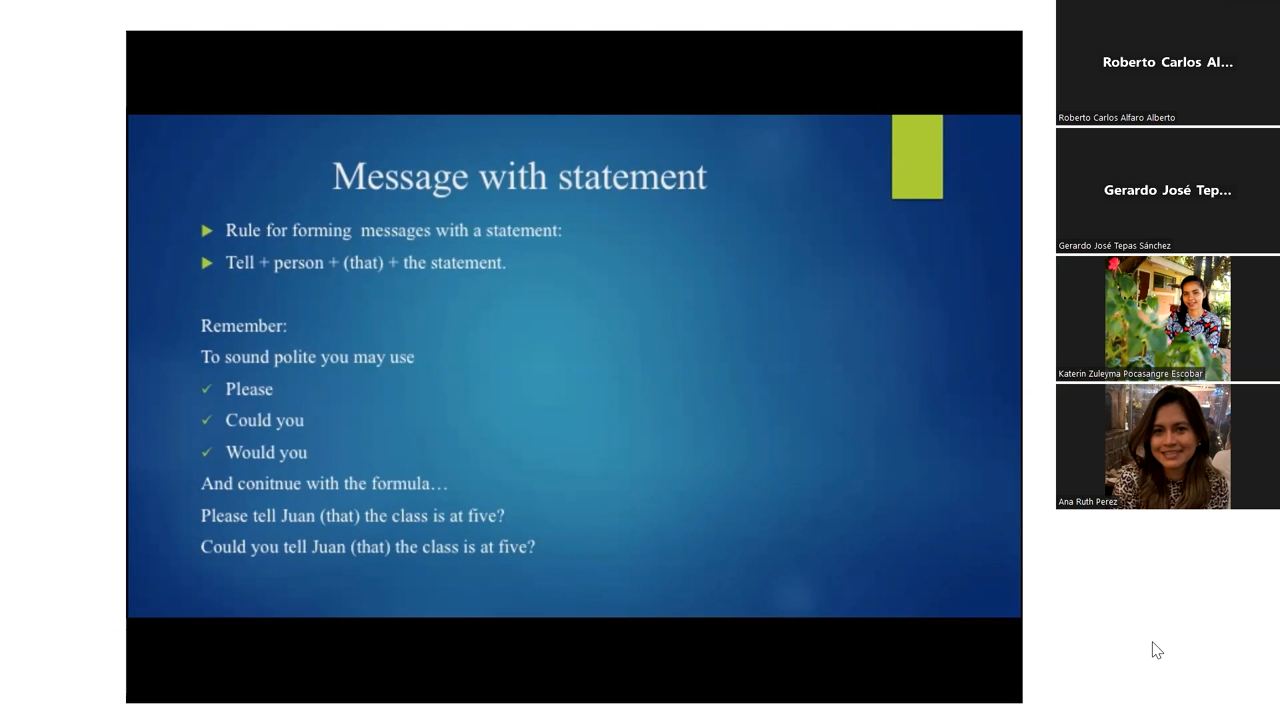 Message with statement
Rule for forming messages with a statement:
Tell + person + (that) + the statement.
Remember:
To sound polite you may use
Please
Could you
Would you
And conitnue with the formula…
Please tell Juan (that) the class is at five?
Could you tell Juan (that) the class is at five?
Roberto Carlos Al...
Roberto Carlos Alfaro Alberto
Gerardo José Tep...
Gerardo José Tepas Sánchez
Katerin Zuleyma Pocasangre Escobar
Ana Ruth Perez